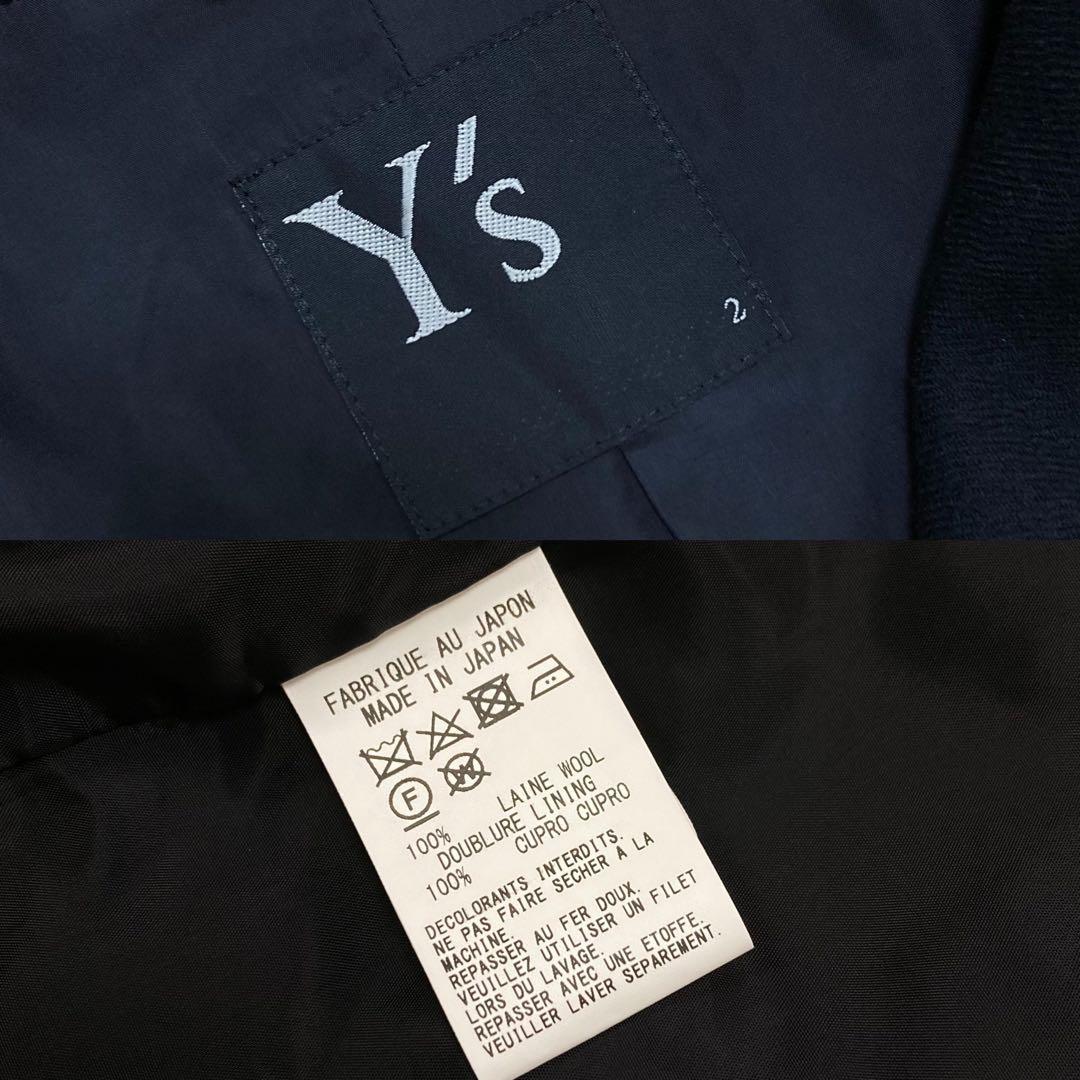 Y's
2
FABRIQUE AU JAPON
MADE IN JAPAN
F
W
100% LAINE WOOL
DOUBLURE LINING
100% CUPRO CUPRO
DECOLORANTS INTERDITS.
NE PAS FAIRE SECHER À LA
MACHINE.
REPASSER AU FER DOUX.
VEUILLEZ UTILISER UN FILET
LORS DU LAVAGE.
REPASSER AVEC UNE ETOFFE.
VEUILLER LAVER SEPAREMENT.